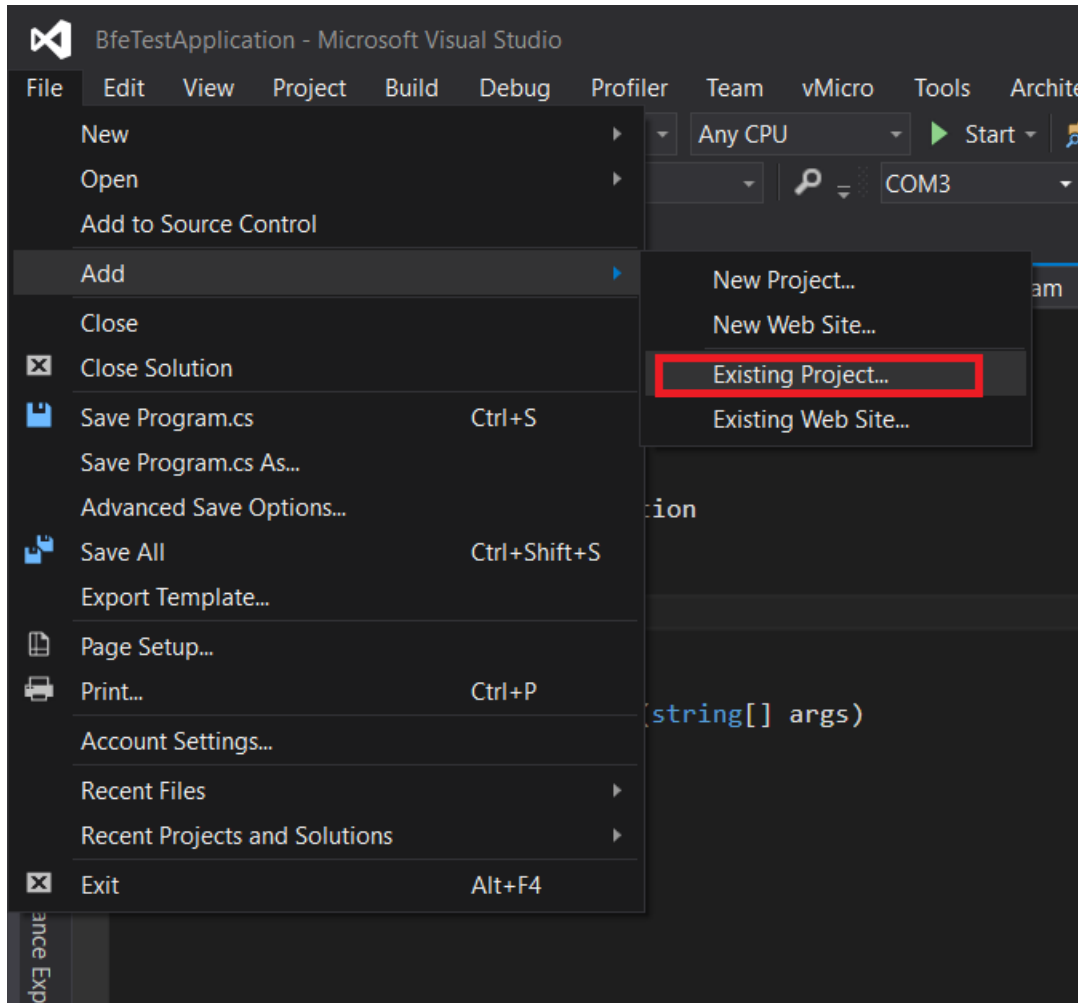 BfeTestApplication - Microsoft Visual Studio
File Edit View Project Build Debug Profiler Team vMicro Tools Archite
Any CPU Start
COM3
New
Open
Add to Source Control
Add
Close
Close Solution
Save Program.cs Ctrl+S
Save Program.cs As...
Advanced Save Options...
Save All Ctrl+Shift+S
Export Template...
Page Setup...
Print... Ctrl+P
Account Settings...
Recent Files
Recent Projects and Solutions
Exit Alt+F4
New Project...
New Web Site...
Existing Project...
Existing Web Site...
am
tion
(string[] args)
ance Exp